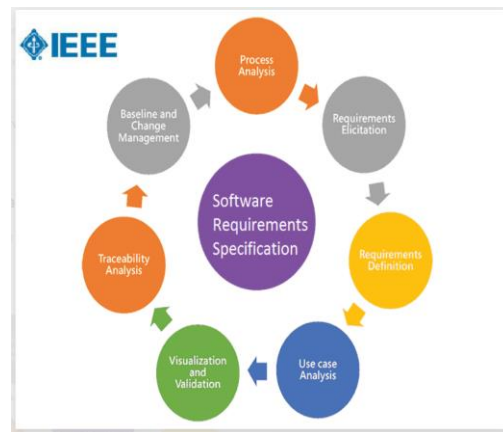 IEEE
Process
Analysis
Requirements
Elicitation
Requirements
Definition
Use case
Analysis
Visualization
and
Validation
Traceability
Analysis
Baseline and
Change
Management
Software
Requirements
Specification